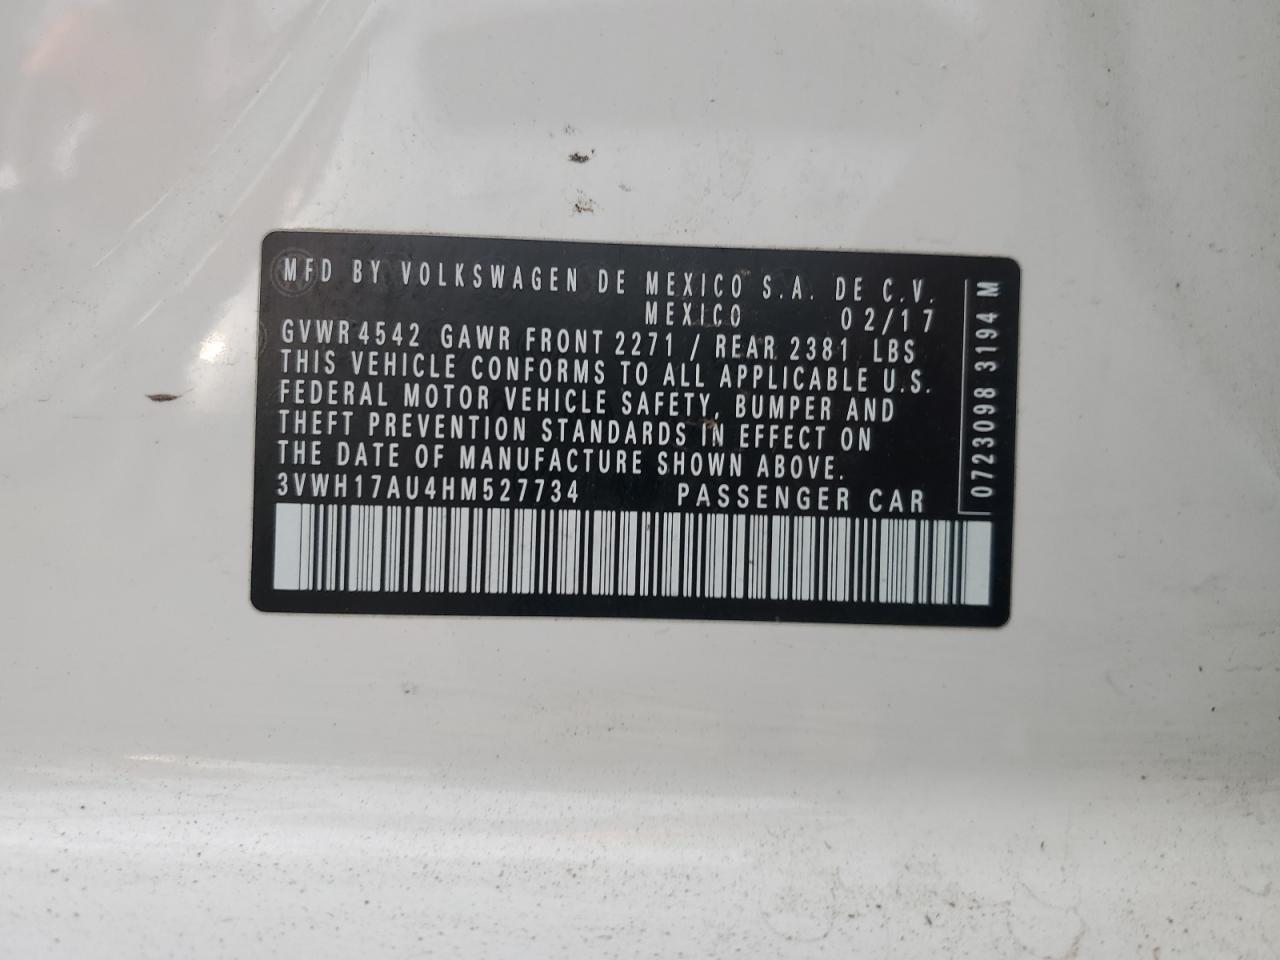 MFD BY VOLKSWAGEN DE MEXICO S.A. DE C.V.
MEXICO 02/17
GVWR 4542 GAWR FRONT 2271 / REAR 2381 LBS
THIS VEHICLE CONFORMS TO ALL APPLICABLE U.S.
FEDERAL MOTOR VEHICLE SAFETY, BUMPER AND
THEFT PREVENTION STANDARDS IN EFFECT ON
THE DATE OF MANUFACTURE SHOWN ABOVE.
3VWH17AU4HM527734 PASSENGER CAR
0723098 3194 M